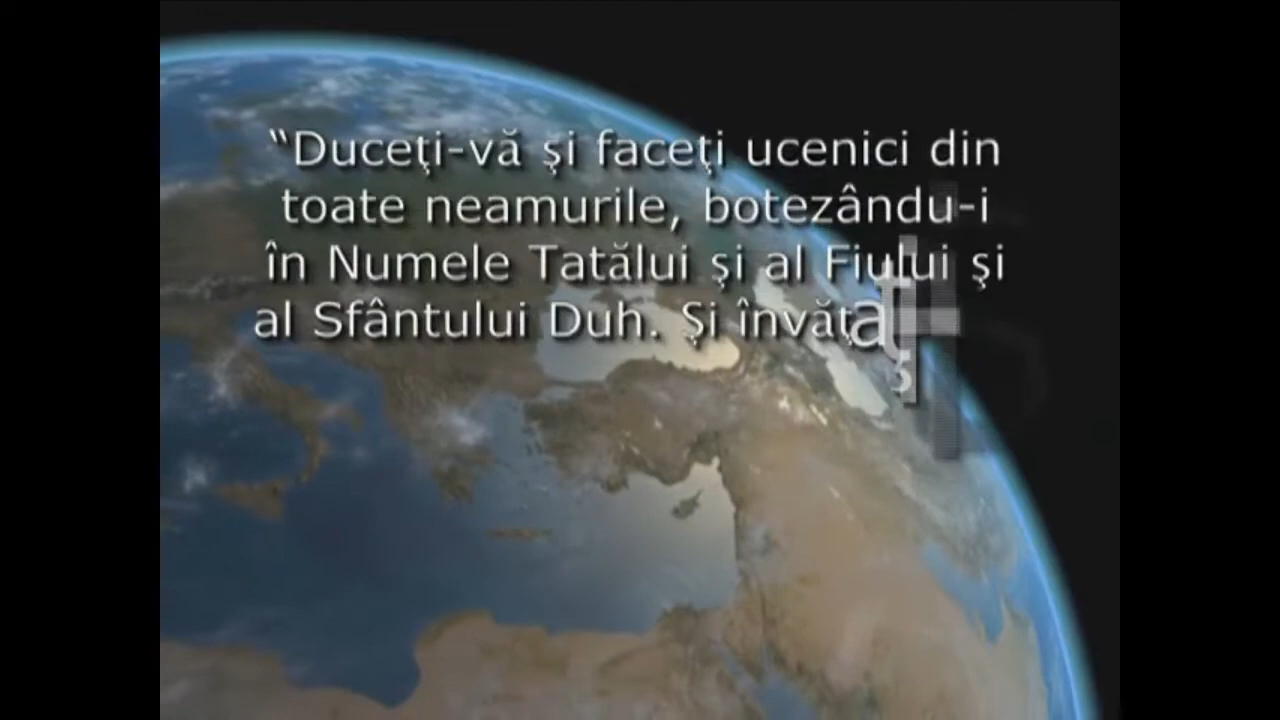 “Duceţi-vă şi faceţi ucenici din
toate neamurile, botezându-i
în Numele Tatălui şi al Fiului şi
al Sfântului Duh. Şi